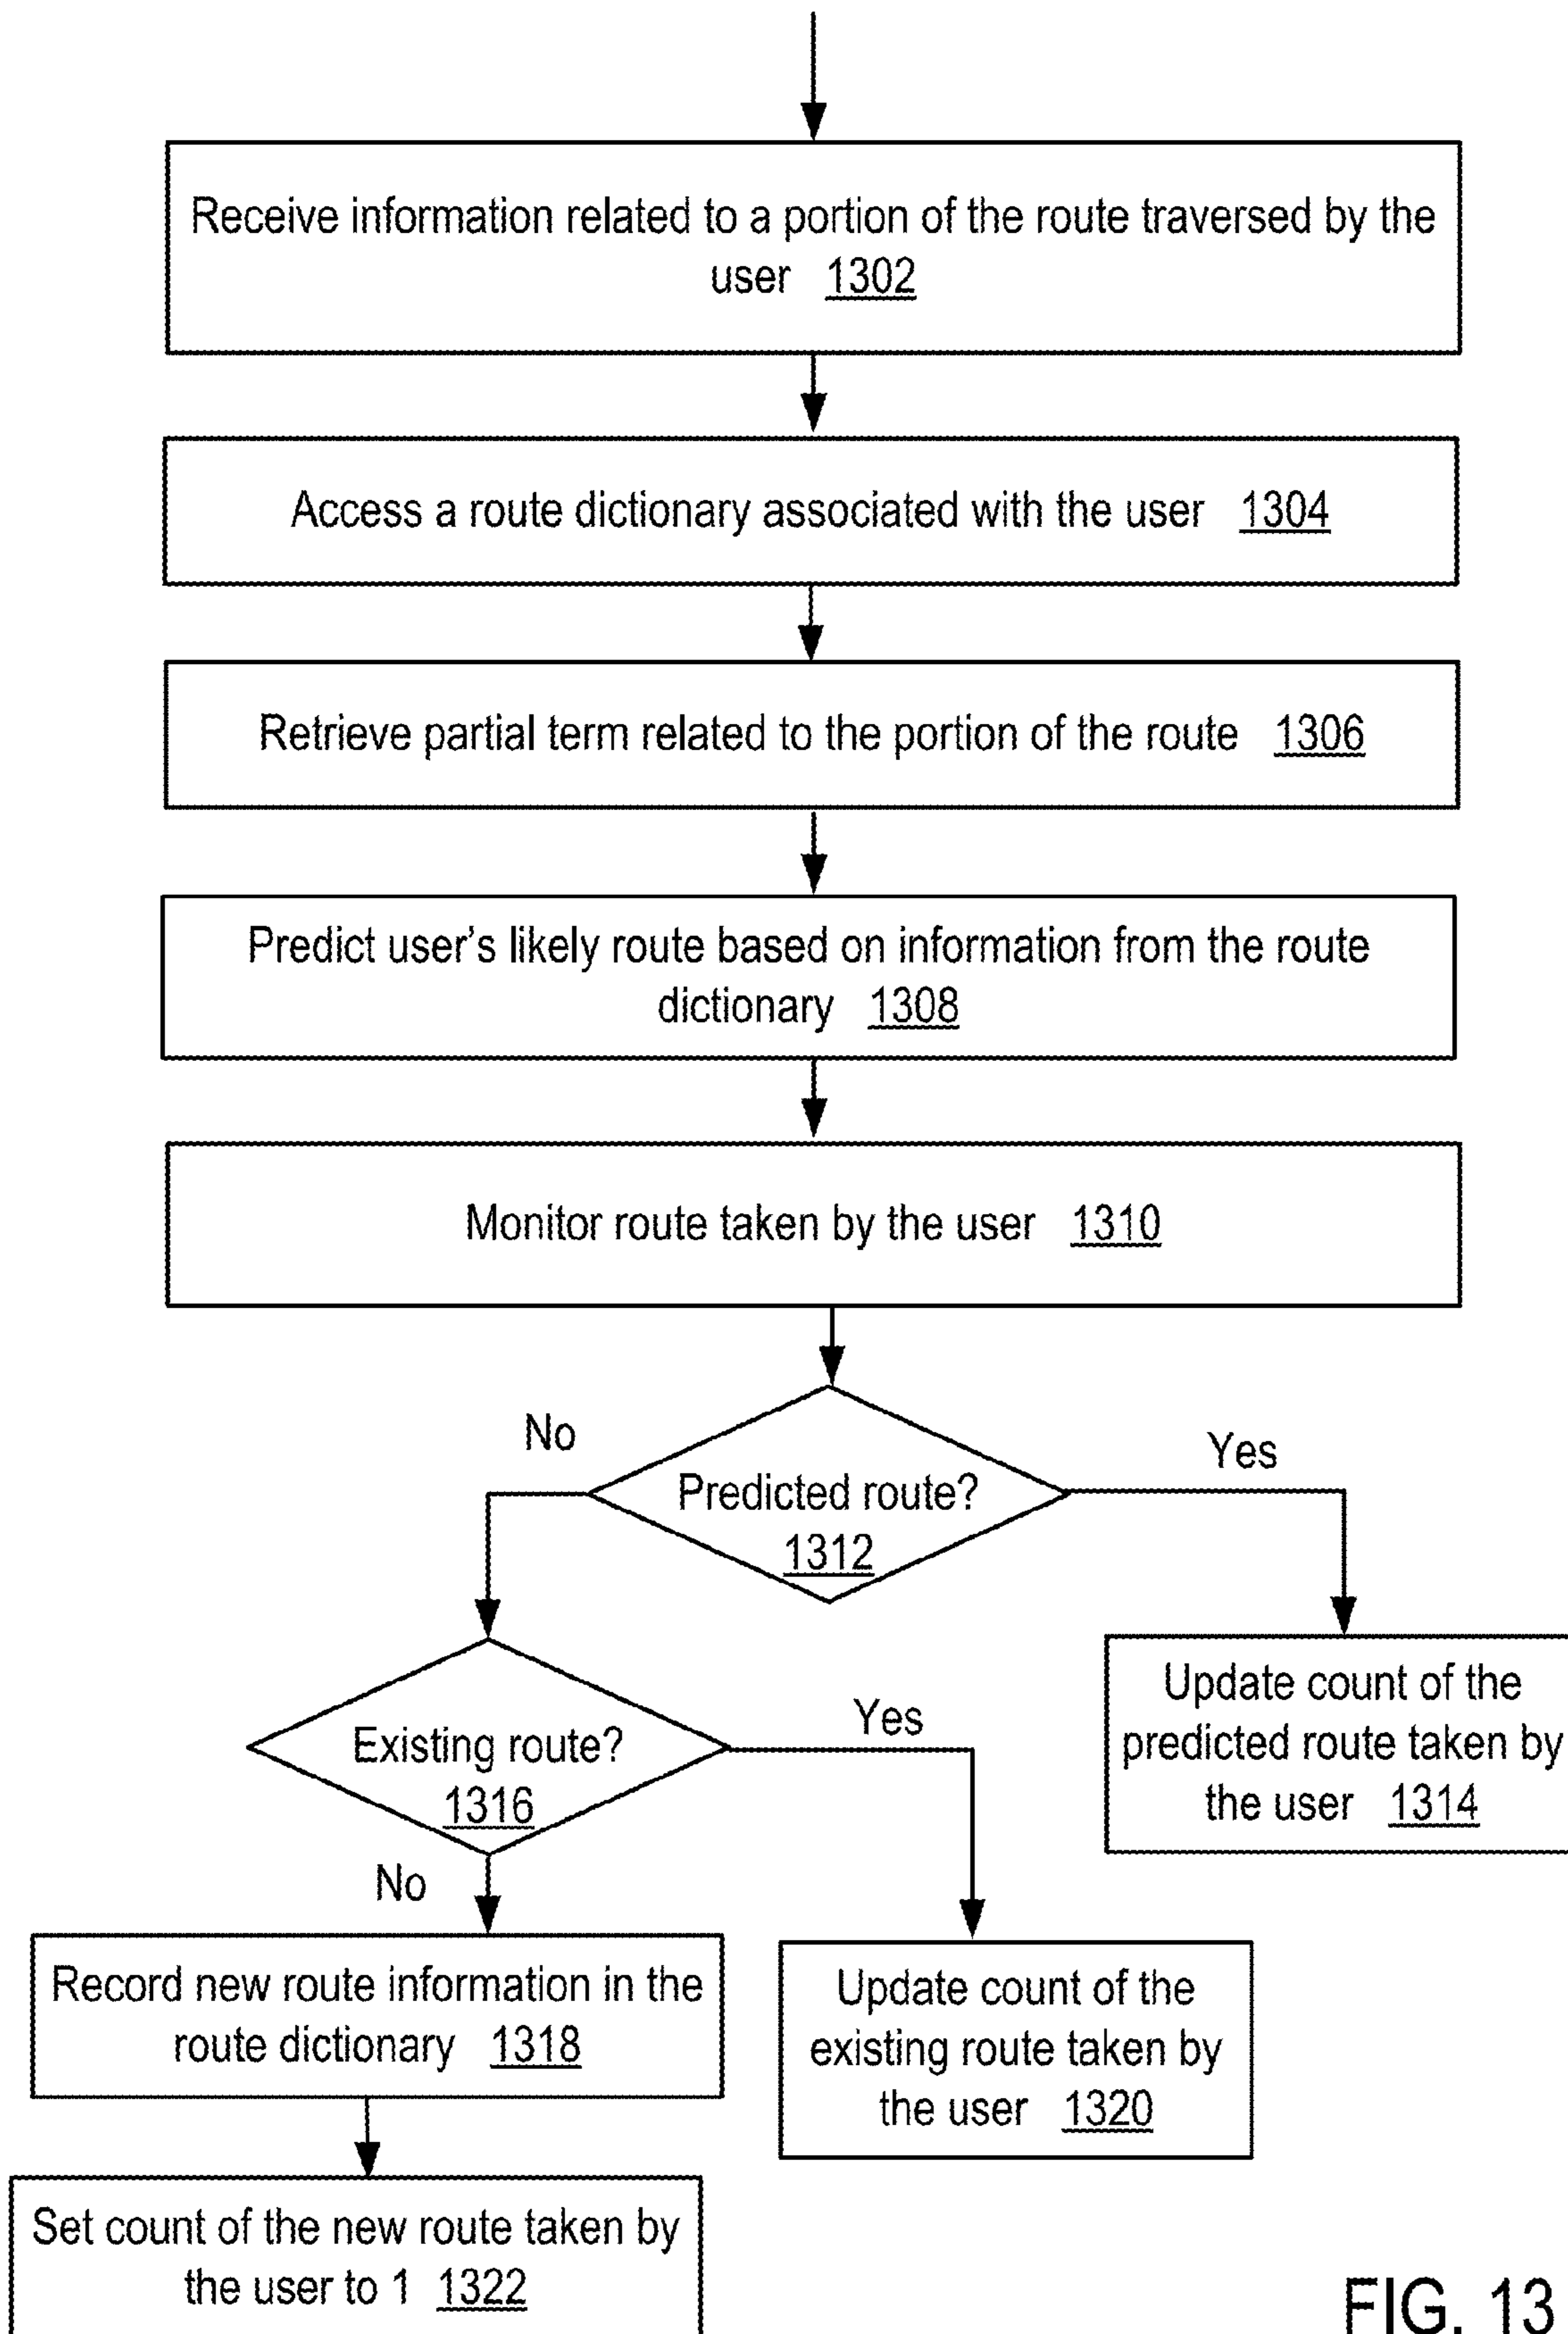 Receive information related to a portion of the route traversed by the
user 1302
Access a route dictionary associated with the user 1304
Retrieve partial term related to the portion of the route 1306
Predict user's likely route based on information from the route
dictionary 1308
Monitor route taken by the user 1310
No
Yes
Predicted route?
1312
Update count of the
predicted route taken by
the user 1314
Yes
Existing route?
1316
No
Record new route information in the
route dictionary 1318
Update count of the
existing route taken by
the user 1320
Set count of the new route taken by
the user to 1 1322
FIG. 13